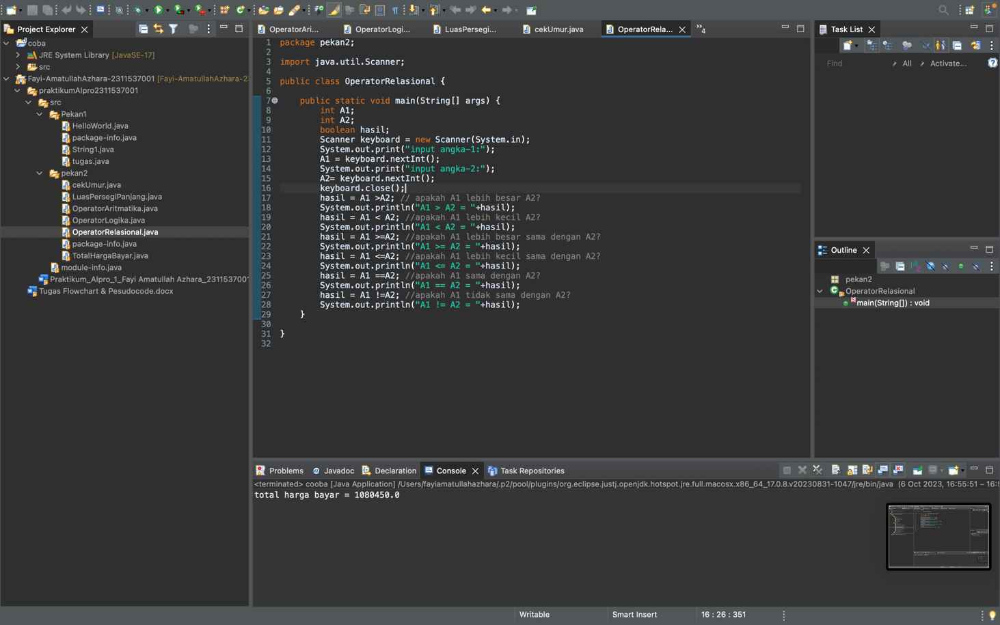 Project Explorer
coba
JRE System Library [JavaSE-17]
src
Fayi-AmatullahAzhara-2311537001 [Fayi-AmatullahAzhara-2
praktikumAlpro2311537001
src
Pekan1
HelloWorld.java
package-info.java
String1.java
tugas.java
pekan2
cekUmur.java
LuasPersegiPanjang.java
OperatorAritmatika.java
OperatorLogika.java
OperatorRelasional.java
package-info.java
TotalHargaBayar.java
module-info.java
Praktikum_Alpro_1_Fayi Amatullah Azhara_2311537001
Tugas Flowchart & Pesudocode.docx
OperatorAri... OperatorLogi... LuasPersegi... cekUmur.java OperatorRela... 4
1 package pekan2;
2
3 import java.util.Scanner;
4
5 public class OperatorRelasional {
6
7 public static void main(String[] args) {
8 int A1;
9 int A2;
10 boolean hasil;
11 Scanner keyboard = new Scanner(System.in);
12 System.out.print("input angka-1:");
13 A1 = keyboard.nextInt();
14 System.out.print("input angka-2:");
15 A2= keyboard.nextInt();
16 keyboard.close();
17 hasil = A1 >A2; // apakah A1 lebih besar A2?
18 System.out.println("A1 > A2 = "+hasil);
19 hasil = A1 < A2; //apakah A1 lebih kecil A2?
20 System.out.println("A1 < A2 = "+hasil);
21 hasil = A1 >=A2; //apakah A1 lebih besar sama dengan A2?
22 System.out.println("A1 >= A2 = "+hasil);
23 hasil = A1 <=A2; //apakah A1 lebih kecil sama dengan A2?
24 System.out.println("A1 <= A2 = "+hasil);
25 hasil = A1 ==A2; //apakah A1 sama dengan A2?
26 System.out.println("A1 == A2 = "+hasil);
27 hasil = A1 !=A2; //apakah A1 tidak sama dengan A2?
28 System.out.println("A1 != A2 = "+hasil);
29 }
30
31 }
32
Task List
Find All Activate...
Outline
pekan2
OperatorRelasional
main(String[]) : void
Problems Javadoc Declaration Console Task Repositories
<terminated> cooba [Java Application] /Users/fayiamatullahazhara/.p2/pool/plugins/org.eclipse.justj.openjdk.hotspot.jre.full.macosx.x86_64_17.0.8.v20230831-1047/jre/bin/java (6 Oct 2023, 16:55:51 – 16:5
total harga bayar = 1080450.0
Writable Smart Insert 16 : 26 : 351